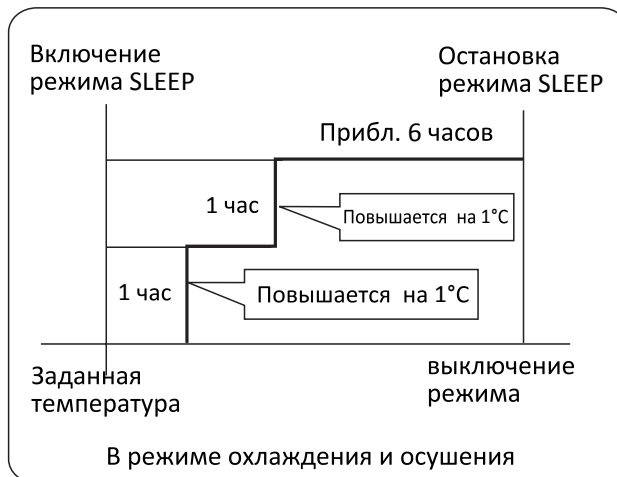 Включение
режима SLEEP
Остановка
режима SLEEP
Прибл. 6 часов
1 час
Повышается на 1°C
1 час
Повышается на 1°C
Заданная
температура
выключение
режима
В режиме охлаждения и осушения